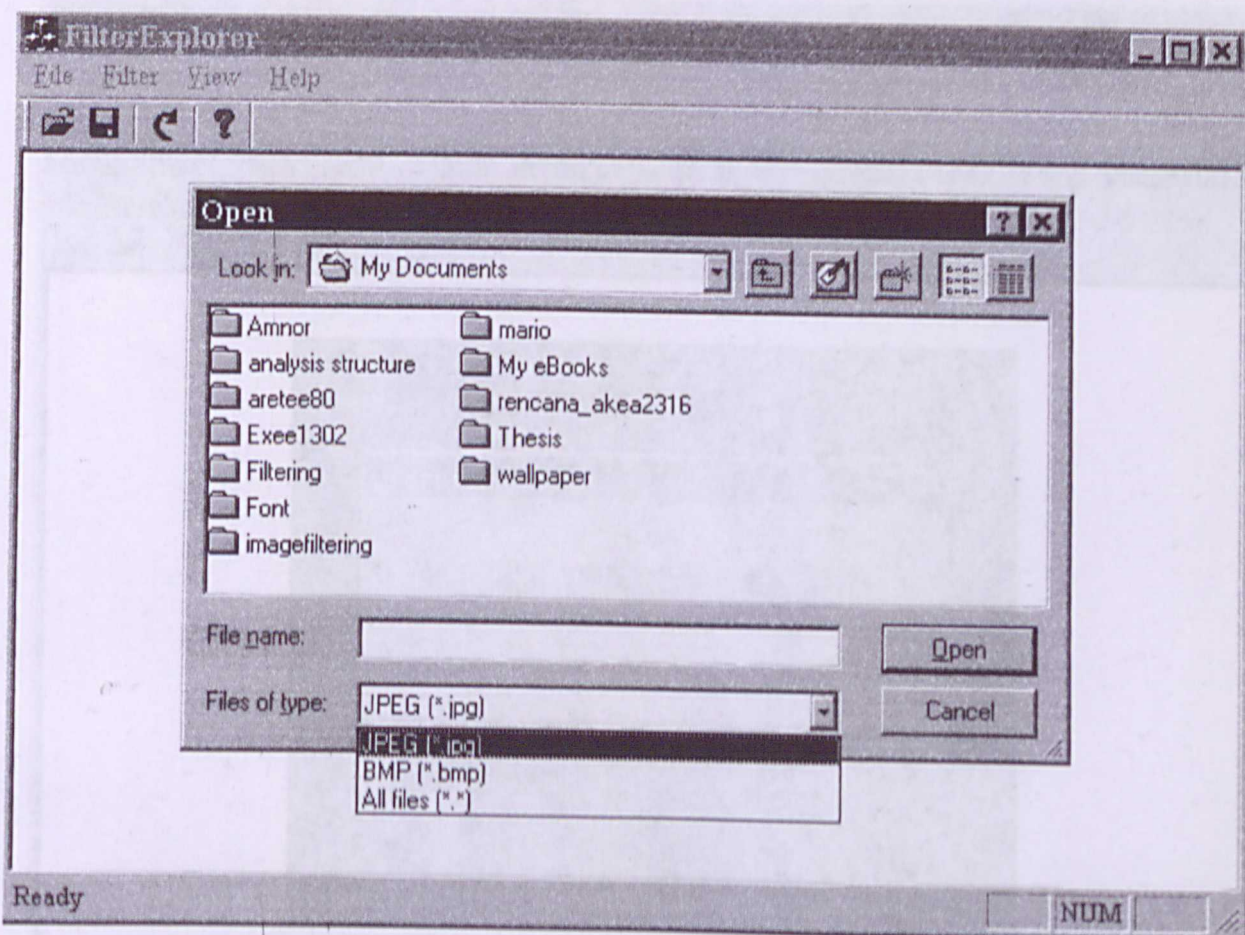 FilterExplorer
File Filter View Help
Open
Look in: My Documents
Amnor
analysis structure
aretee80
Exee1302
Filtering
Font
imagefiltering
mario
My eBooks
rencana_akea2316
Thesis
wallpaper
File name:
Open
Files of type: JPEG (*.jpg)
Cancel
JPEG (*.jpg)
BMP (*.bmp)
All files (*.*)
Ready
NUM